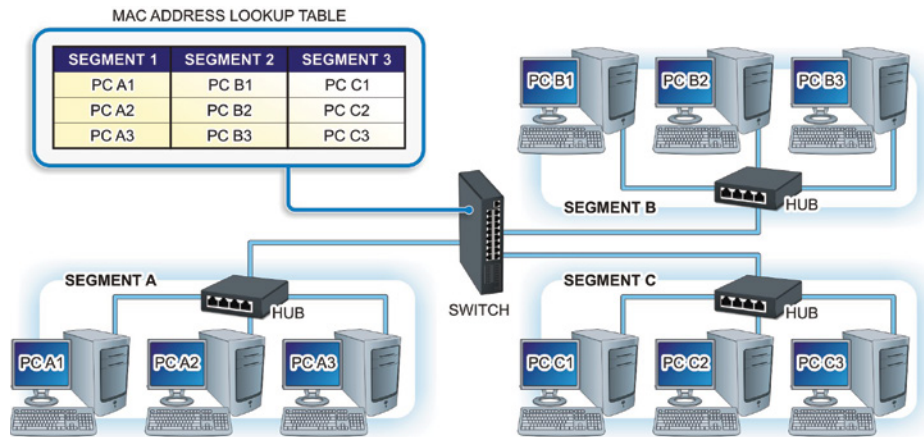 MAC ADDRESS LOOKUP TABLE
SEGMENT 1 SEGMENT 2 SEGMENT 3
PC A1 PC B1 PC C1
PC A2 PC B2 PC C2
PC A3 PC B3 PC C3
PC B1 PC B2 PC B3
SEGMENT B
HUB
SWITCH
SEGMENT A
HUB
PC A1 PC A2 PC A3
SEGMENT C
HUB
PC C1 PC C2 PC C3